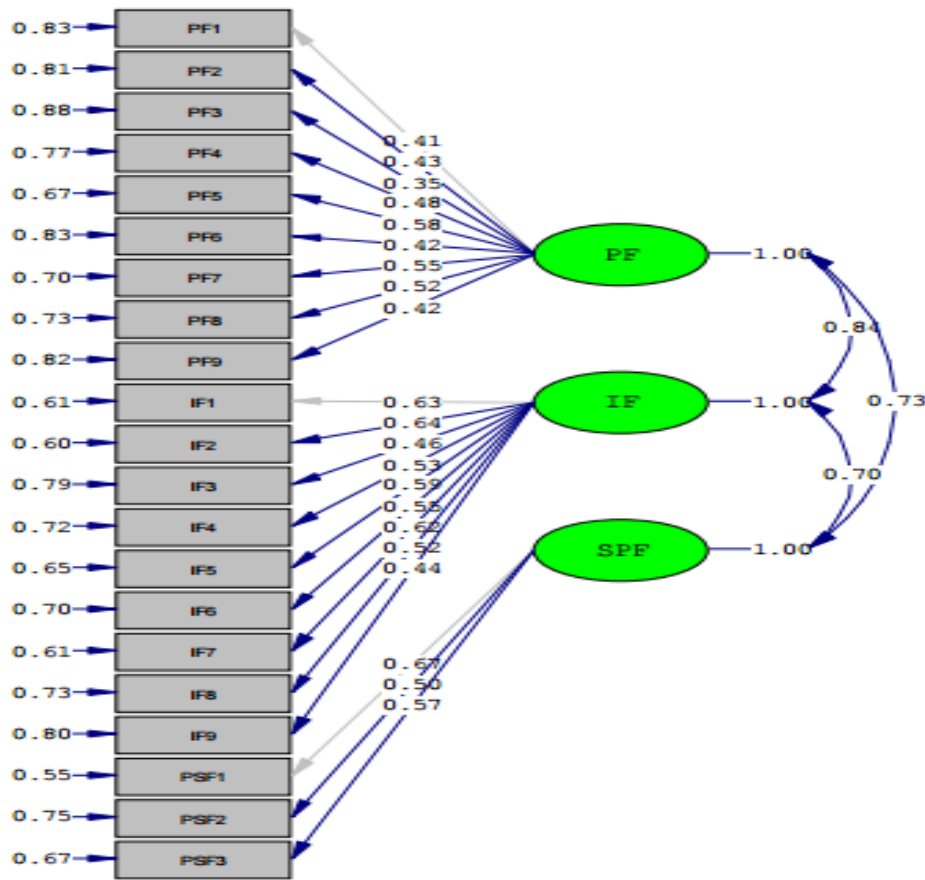 0.83 PF1
0.81 PF2
0.88 PF3
0.77 PF4
0.67 PF5
0.83 PF6
0.70 PF7
0.73 PF8
0.82 PF9
0.61 IF1
0.60 IF2
0.79 IF3
0.72 IF4
0.65 IF5
0.70 IF6
0.61 IF7
0.73 IF8
0.80 IF9
0.55 PSF1
0.75 PSF2
0.67 PSF3
0.41
0.43
0.35
0.48
0.58
0.42
0.55
0.52
0.42
0.63
0.64
0.46
0.53
0.59
0.55
0.62
0.52
0.44
0.67
0.50
0.57
PF 1.00
IF 1.00
SPF 1.00
0.84
0.73
0.70